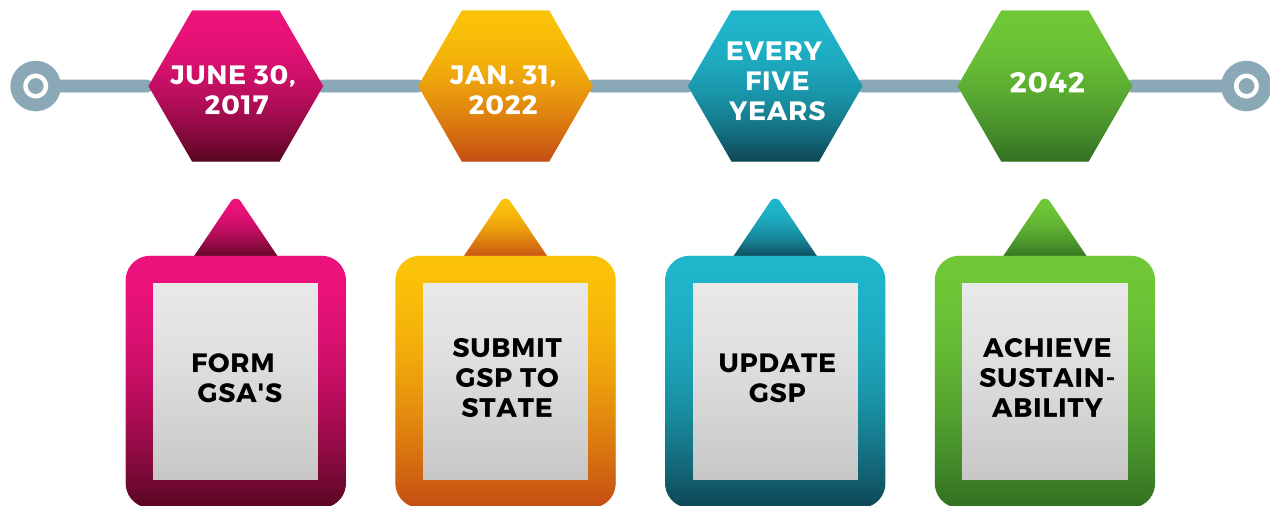 JUNE 30,
2017
JAN. 31,
2022
EVERY
FIVE
YEARS
2042
FORM
GSA'S
SUBMIT
GSP TO
STATE
UPDATE
GSP
ACHIEVE
SUSTAIN-
ABILITY